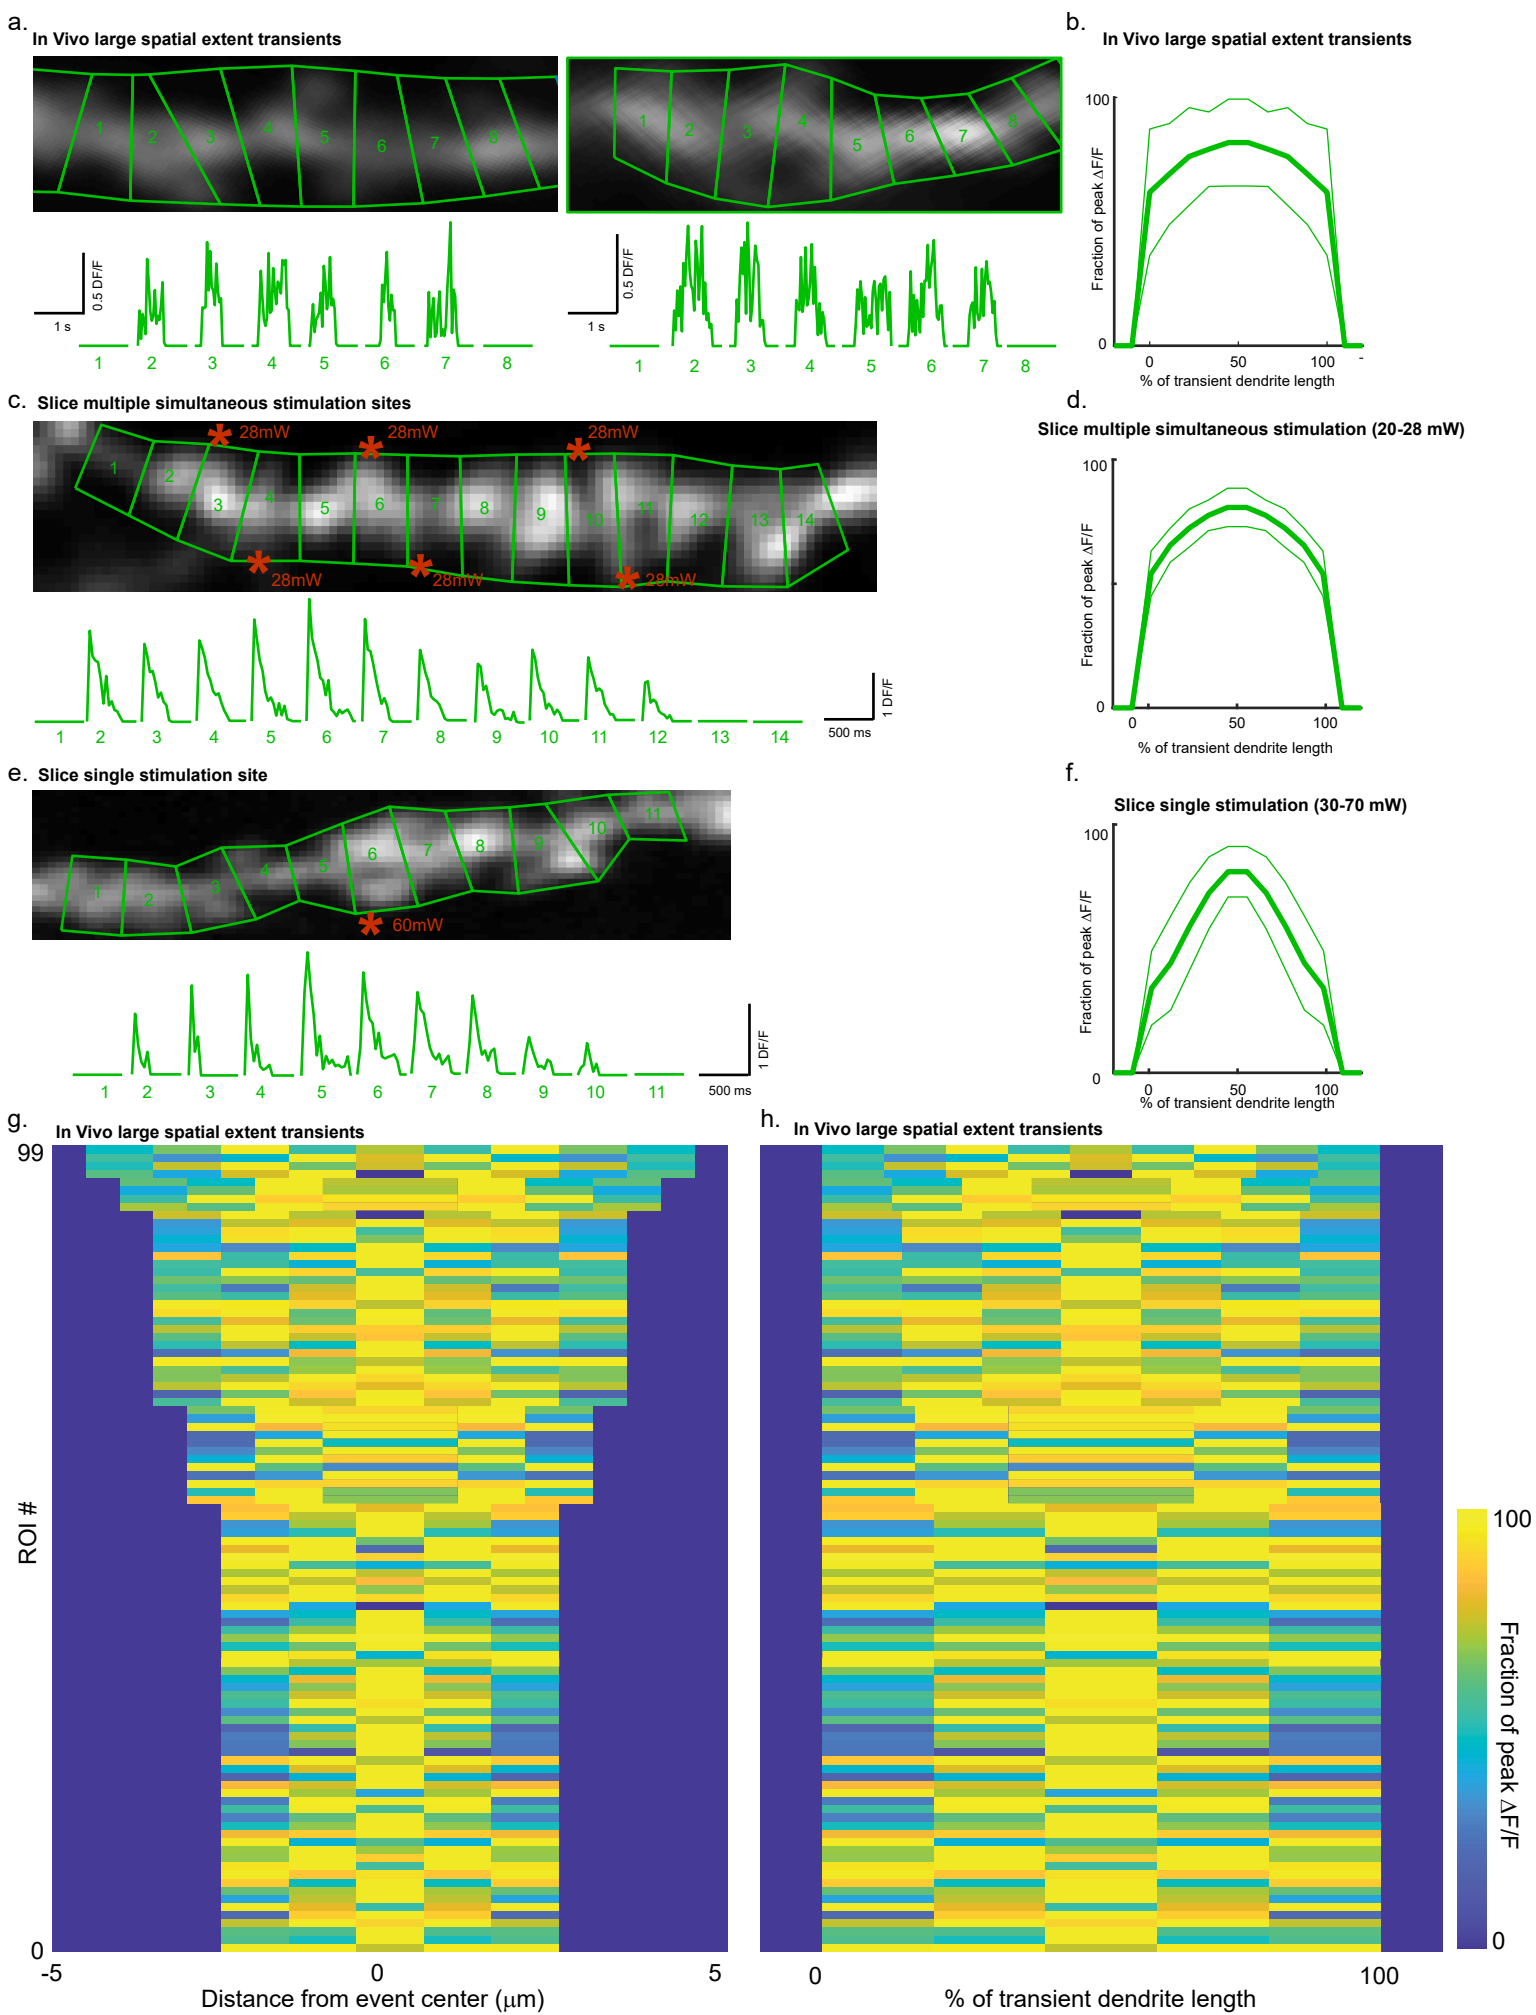 a.
In Vivo large spatial extent transients
1 2 3 4 5 6 7 8
1 2 3 4 5 6 7 8
0.5 DF/F
1 s
1 2 3 4 5 6 7 8
0.5 DF/F
1 s
1 2 3 4 5 6 7 8
b.
In Vivo large spatial extent transients
100
0
Fraction of peak ΔF/F
0 50 100 -
% of transient dendrite length
c. Slice multiple simultaneous stimulation sites
* 28mW * 28mW * 28mW
1 2 3 4 5 6 7 8 9 10 11 12 13 14
* 28mW * 28mW * 28mW
1 2 3 4 5 6 7 8 9 10 11 12 13 14
1 DF/F
500 ms
d.
Slice multiple simultaneous stimulation (20-28 mW)
100
0
Fraction of peak ΔF/F
0 50 100
% of transient dendrite length
e. Slice single stimulation site
1 2 3 4 5 6 7 8 9 10 11
* 60mW
1 2 3 4 5 6 7 8 9 10 11
1 DF/F
500 ms
f.
Slice single stimulation (30-70 mW)
100
0
Fraction of peak ΔF/F
0 50 100
% of transient dendrite length
g.
In Vivo large spatial extent transients
99
ROI #
0
-5 0 5
Distance from event center (μm)
h.
In Vivo large spatial extent transients
0 100
% of transient dendrite length
100
0
Fraction of peak ΔF/F